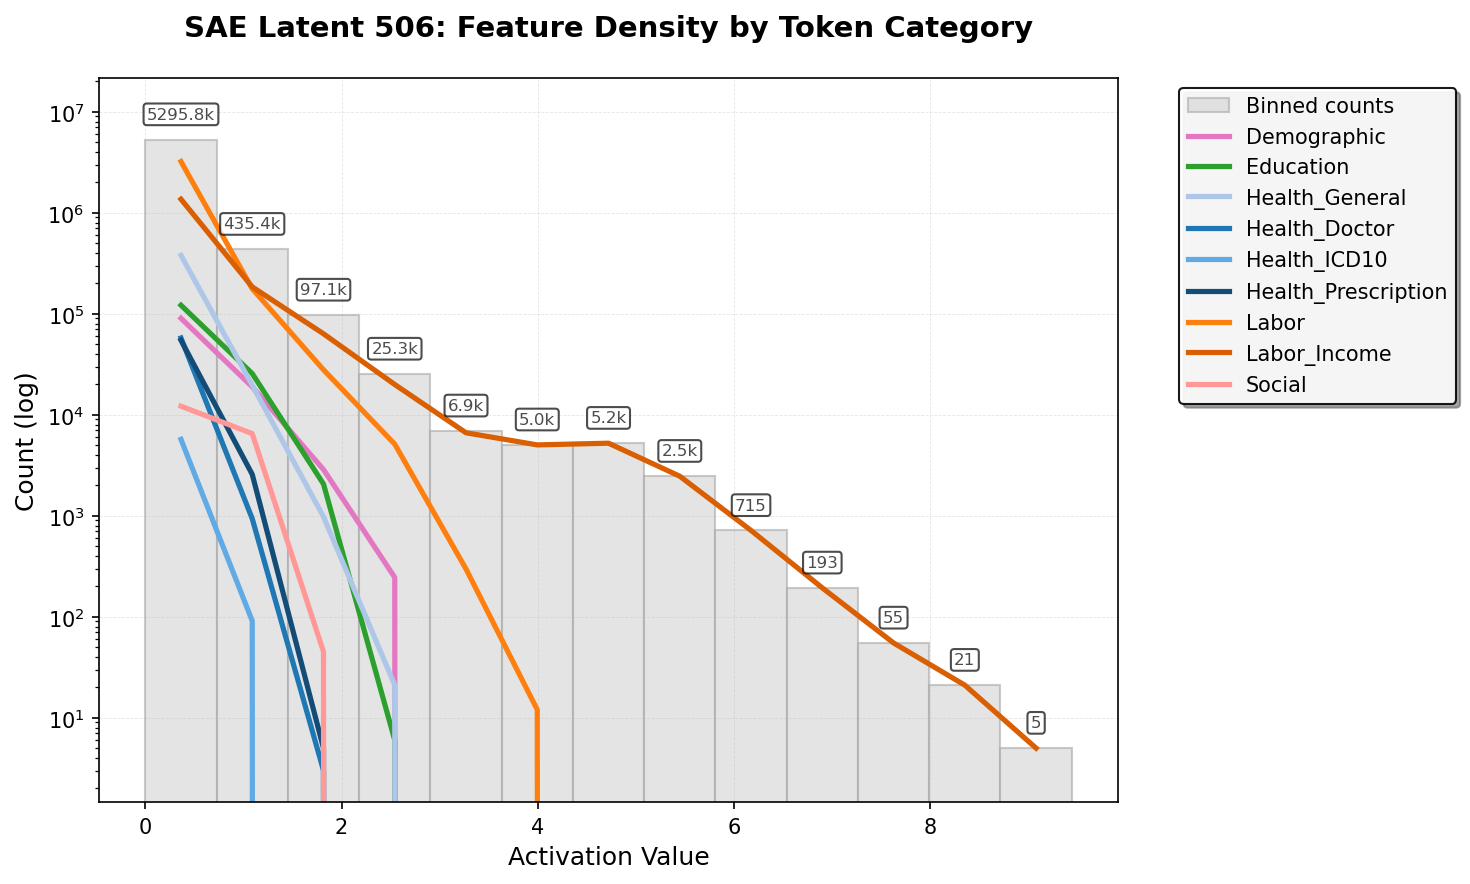 SAE Latent 506: Feature Density by Token Category
Count (log)
10^7
10^6
10^5
10^4
10^3
10^2
10^1
5295.8k
435.4k
97.1k
25.3k
6.9k
5.0k
5.2k
2.5k
715
193
55
21
5
0
2
4
6
8
Activation Value
Binned counts
Demographic
Education
Health_General
Health_Doctor
Health_ICD10
Health_Prescription
Labor
Labor_Income
Social